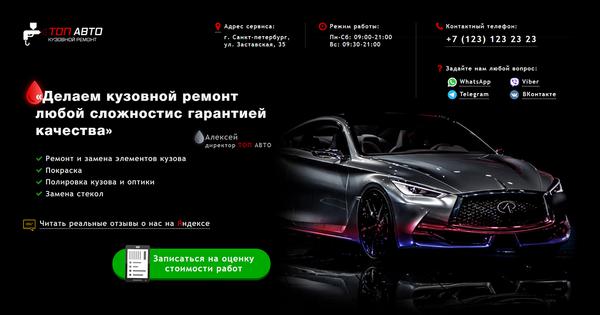 ТОП АВТО
КУЗОВНОЙ РЕМОНТ
Адрес сервиса:
г. Санкт-петербург,
ул. Заставская, 35
Режим работы:
Пн-Сб: 09:00-21:00
Вс: 09:30-21:00
Контактный телефон:
+7 (123) 123 23 23
Задайте нам любой вопрос:
WhatsApp
Viber
Telegram
ВКонтакте
«Делаем кузовной ремонт
любой сложностис гарантией
качества»
Алексей
директор ТОП АВТО
Ремонт и замена элементов кузова
Покраска
Полировка кузова и оптики
Замена стекол
Читать реальные отзывы о нас на Яндексе
Записаться на оценку
стоимости работ